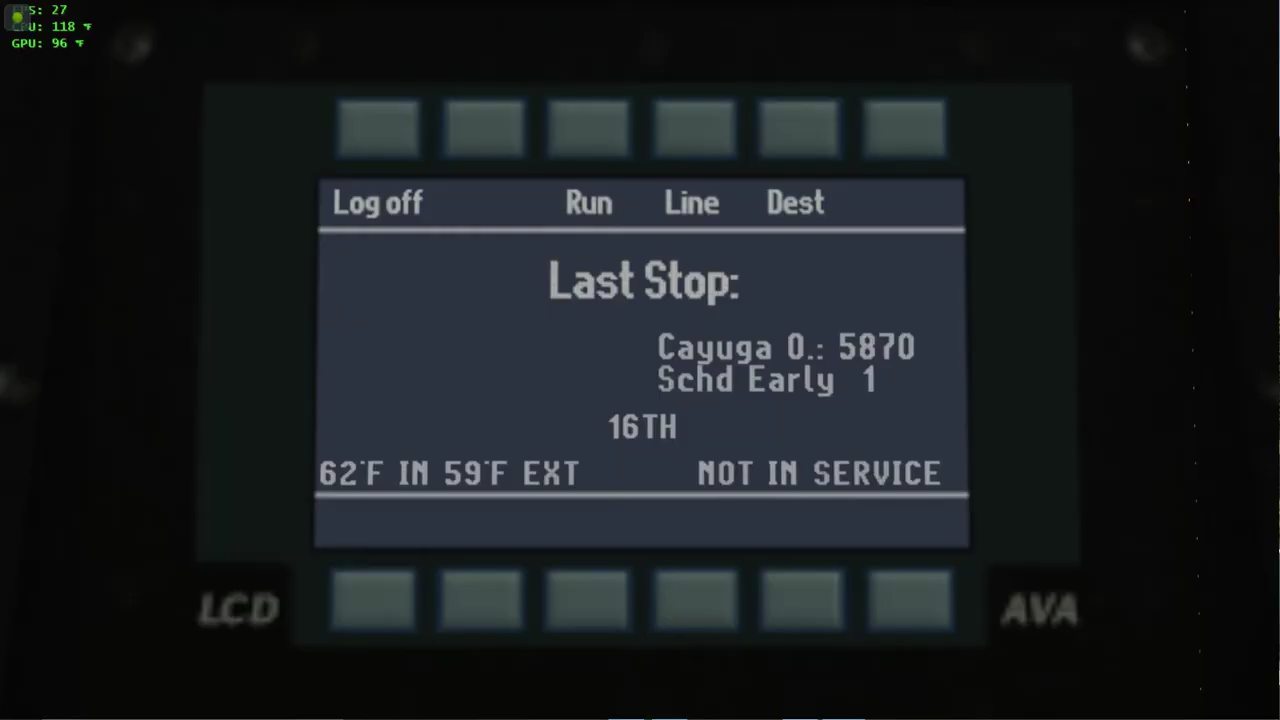 FPS: 27
CPU: 118 °F
GPU: 96 °F
Log off Run Line Dest
Last Stop:
Cayuga O.: 5870
Schd Early 1
16TH
62°F IN 59°F EXT NOT IN SERVICE
LCD AVA